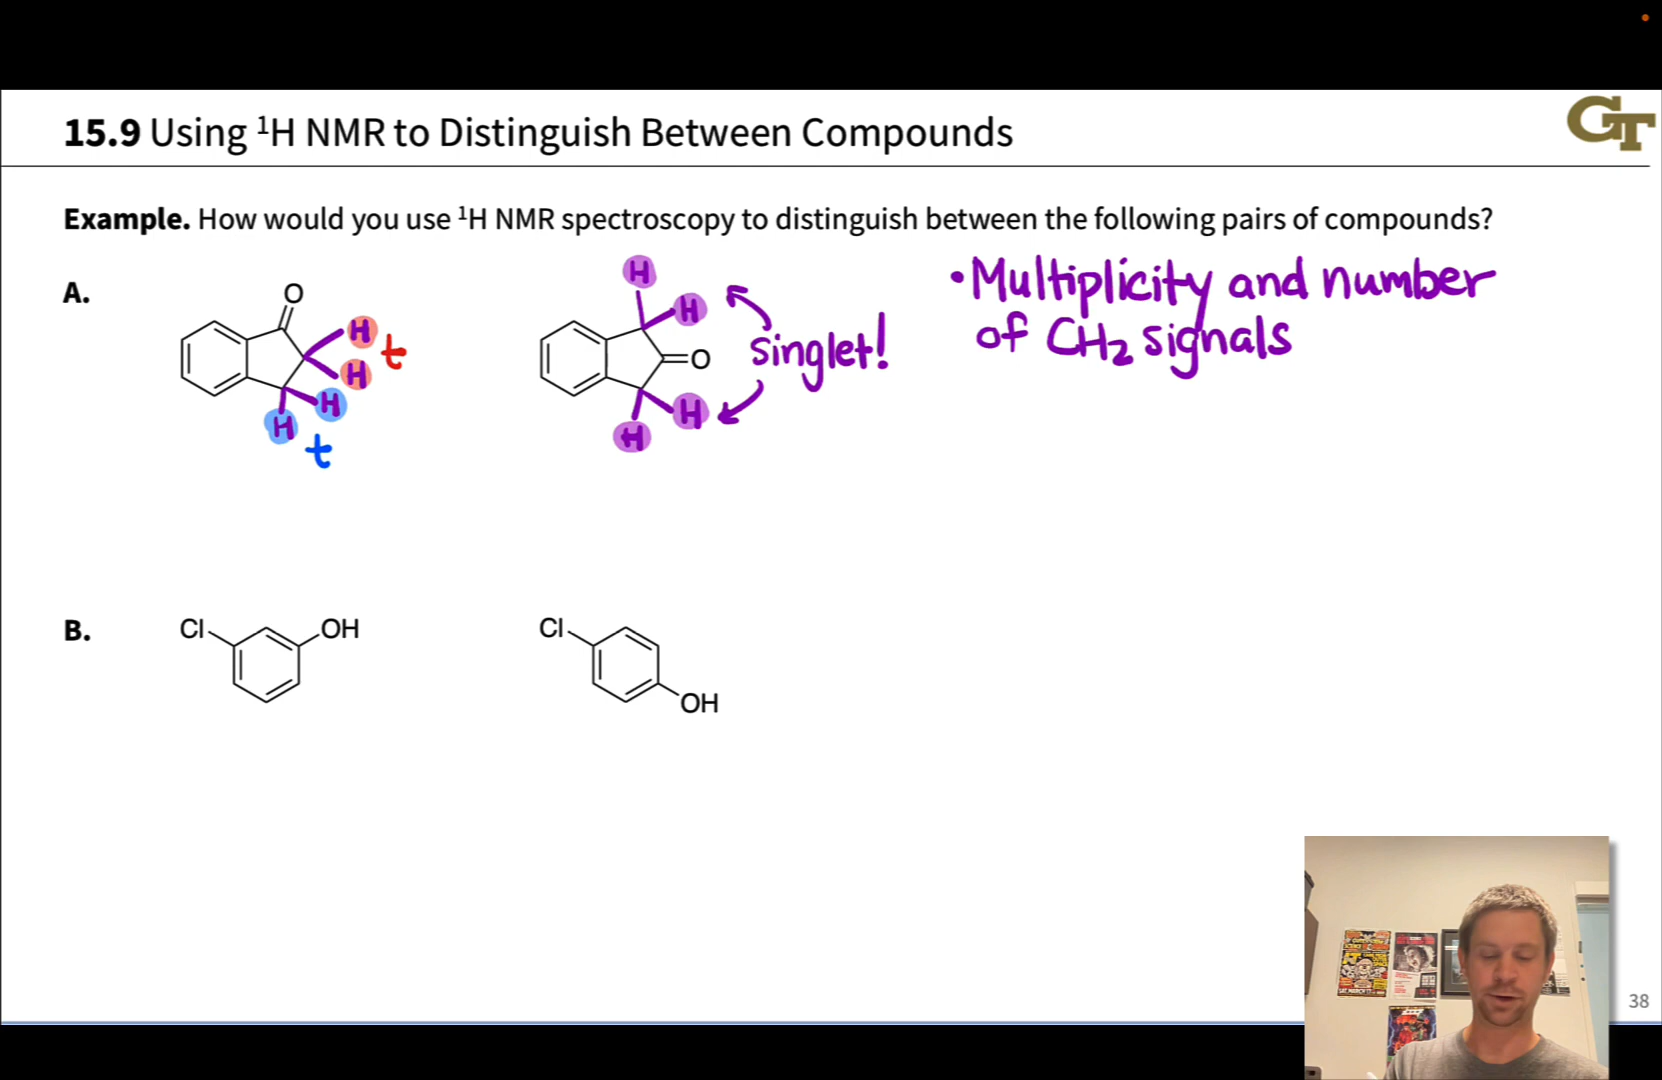 GT
15.9 Using ¹H NMR to Distinguish Between Compounds
Example. How would you use ¹H NMR spectroscopy to distinguish between the following pairs of compounds?
A.
O
H
H
t
H
H
t
H
H
O
H
H
singlet!
•Multiplicity and number
of CH₂ signals
B.
Cl
OH
Cl
OH
38